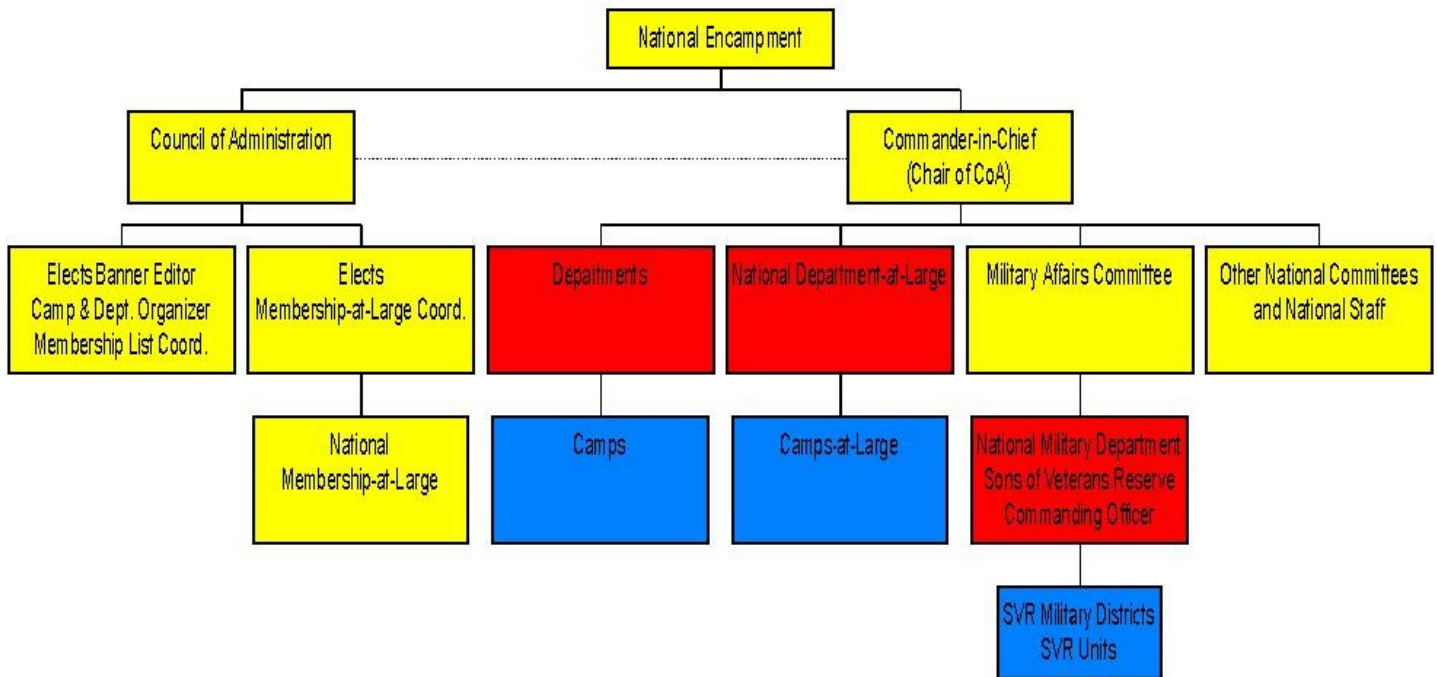 National Encampment
Council of Administration
Commander-in-Chief
(Chair of CoA)
Elects Banner Editor
Camp & Dept. Organizer
Membership List Coord.
Elects
Membership-at-Large Coord.
Departments
National Department-at-Large
Military Affairs Committee
Other National Committees
and National Staff
National
Membership-at-Large
Camps
Camps-at-Large
National Military Department
Sons of Veterans Reserve
Commanding Officer
SVR Military Districts
SVR Units